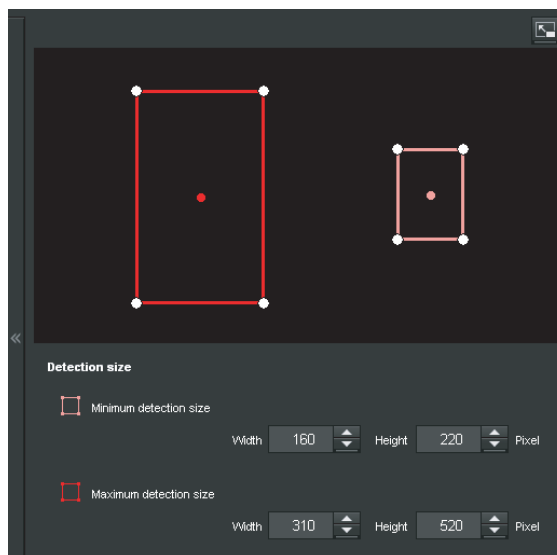 Detection size
Minimum detection size
Width 160 Height 220 Pixel
Maximum detection size
Width 310 Height 520 Pixel